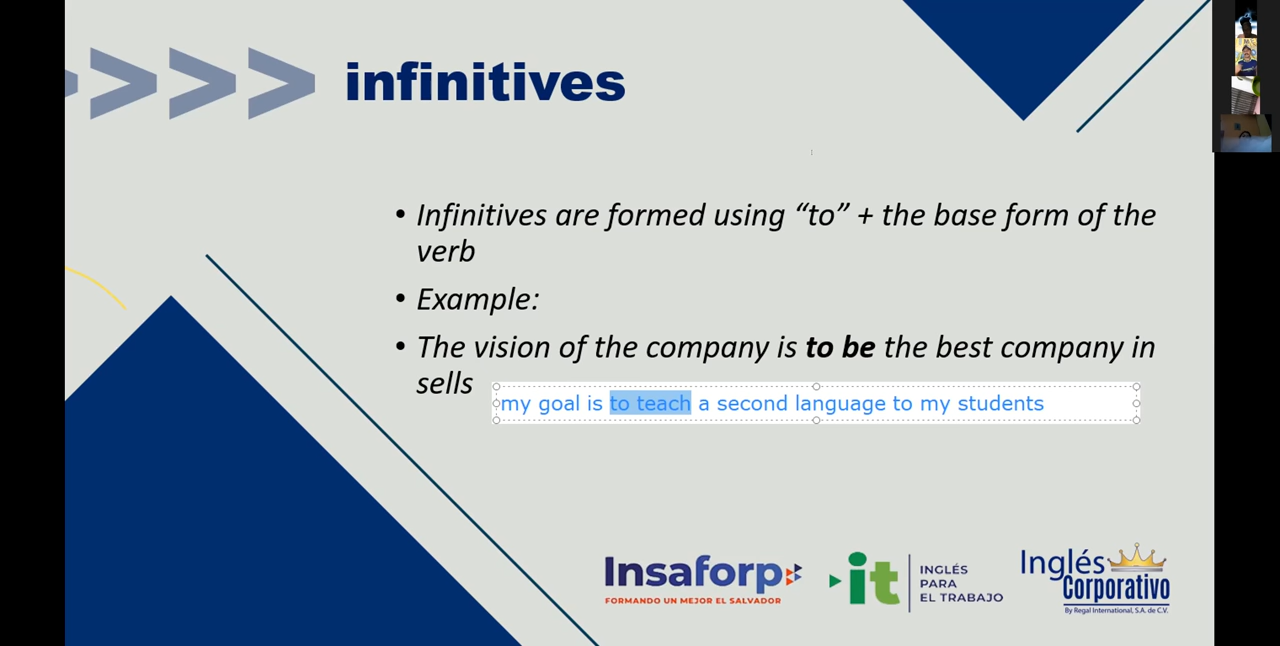 infinitives
• Infinitives are formed using “to” + the base form of the
verb
• Example:
• The vision of the company is to be the best company in
sells
my goal is to teach a second language to my students
Insaforp
FORMANDO UN MEJOR EL SALVADOR
it
INGLÉS
PARA
EL TRABAJO
Inglés
Corporativo
By Regal International, S.A. de C.V.